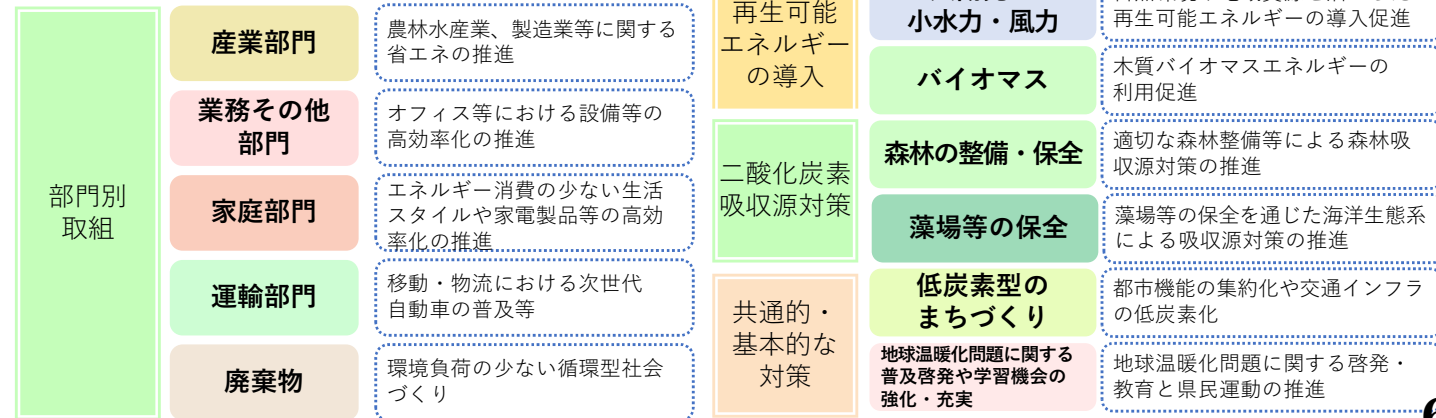 部門別
取組
産業部門
農林水産業、製造業等に関する
省エネの推進
業務その他
部門
オフィス等における設備等の
高効率化の推進
家庭部門
エネルギー消費の少ない生活
スタイルや家電製品等の高効
率化の推進
運輸部門
移動・物流における次世代
自動車の普及等
廃棄物
環境負荷の少ない循環型社会
づくり
再生可能
エネルギー
の導入
小水力・風力
再生可能エネルギーの導入促進
バイオマス
木質バイオマスエネルギーの
利用促進
二酸化炭素
吸収源対策
森林の整備・保全
適切な森林整備等による森林吸
収源対策の推進
藻場等の保全
藻場等の保全を通じた海洋生態系
による吸収源対策の推進
共通的・
基本的な
対策
低炭素型の
まちづくり
都市機能の集約化や交通インフラ
の低炭素化
地球温暖化問題に関する
普及啓発や学習機会の
強化・充実
地球温暖化問題に関する啓発・
教育と県民運動の推進